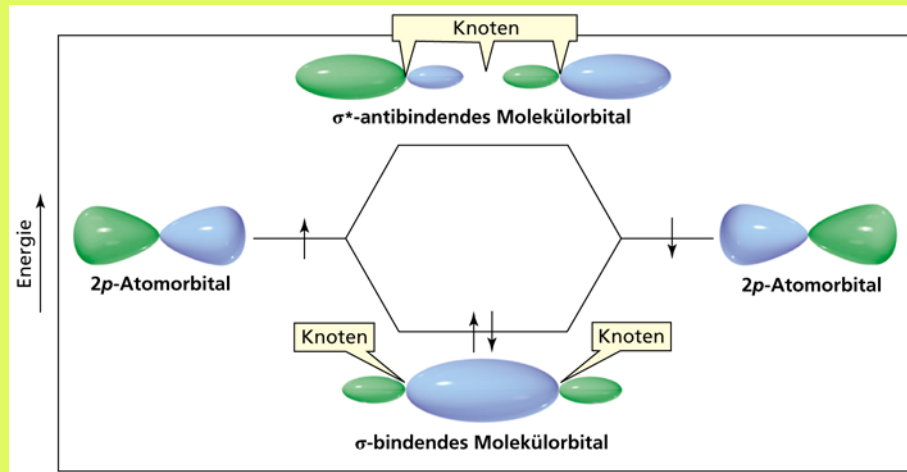 Knoten
σ*-antibindendes Molekülorbital
Energie
2p-Atomorbital
2p-Atomorbital
Knoten
Knoten
σ-bindendes Molekülorbital